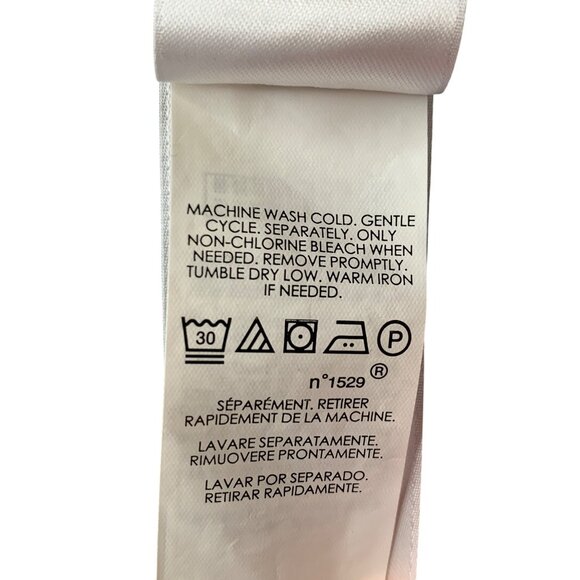 MACHINE WASH COLD. GENTLE
CYCLE. SEPARATELY. ONLY
NON-CHLORINE BLEACH WHEN
NEEDED. REMOVE PROMPTLY.
TUMBLE DRY LOW. WARM IRON
IF NEEDED.
30 P
n°1529 ®
SÉPARÉMENT. RETIRER
RAPIDEMENT DE LA MACHINE.
LAVARE SEPARATAMENTE.
RIMUOVERE PRONTAMENTE.
LAVAR POR SEPARADO.
RETIRAR RAPIDAMENTE.